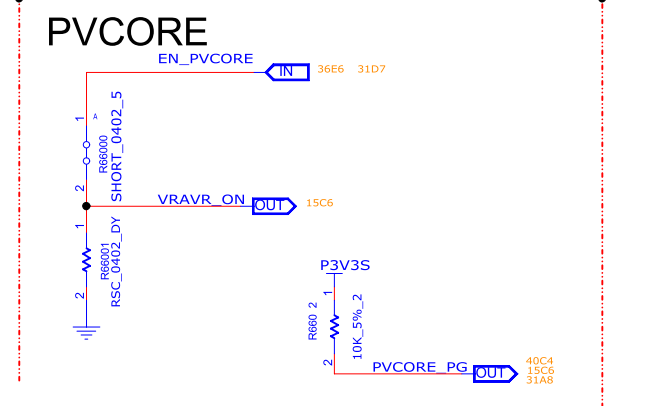 PVCORE
EN_PVCORE
IN
36E6 31D7
1
A
R66000
SHORT_0402_5
2
VRAVR_ON
OUT
15C6
1
R66001
RSC_0402_DY
2
P3V3S
1
R660 2
10K_5%_2
2
PVCORE_PG
OUT
40C4
15C6
31A8